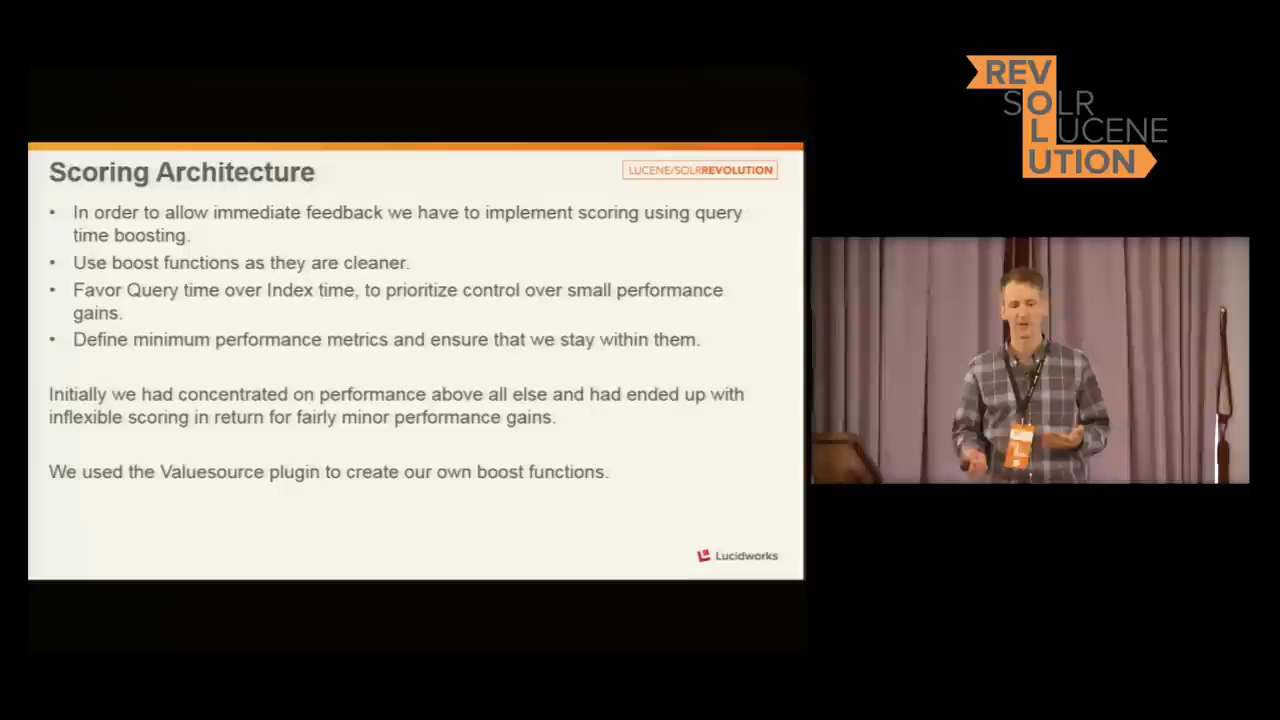 REV
SOLR
LUCENE
UTION
Scoring Architecture
LUCENE/SOLRREVOLUTION
• In order to allow immediate feedback we have to implement scoring using query
time boosting.
• Use boost functions as they are cleaner.
• Favor Query time over Index time, to prioritize control over small performance
gains.
• Define minimum performance metrics and ensure that we stay within them.
Initially we had concentrated on performance above all else and had ended up with
inflexible scoring in return for fairly minor performance gains.
We used the Valuesource plugin to create our own boost functions.
Lucidworks